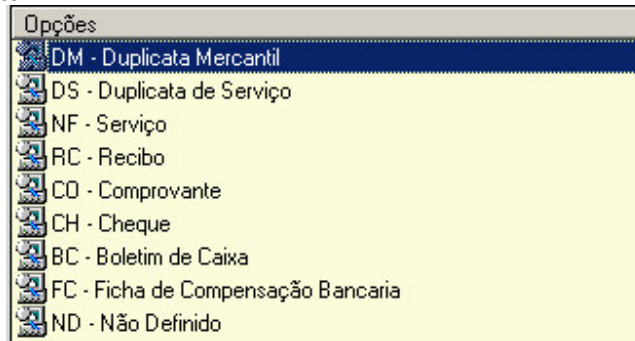 Opções
DM - Duplicata Mercantil
DS - Duplicata de Serviço
NF - Serviço
RC - Recibo
CO - Comprovante
CH - Cheque
BC - Boletim de Caixa
FC - Ficha de Compensação Bancaria
ND - Não Definido